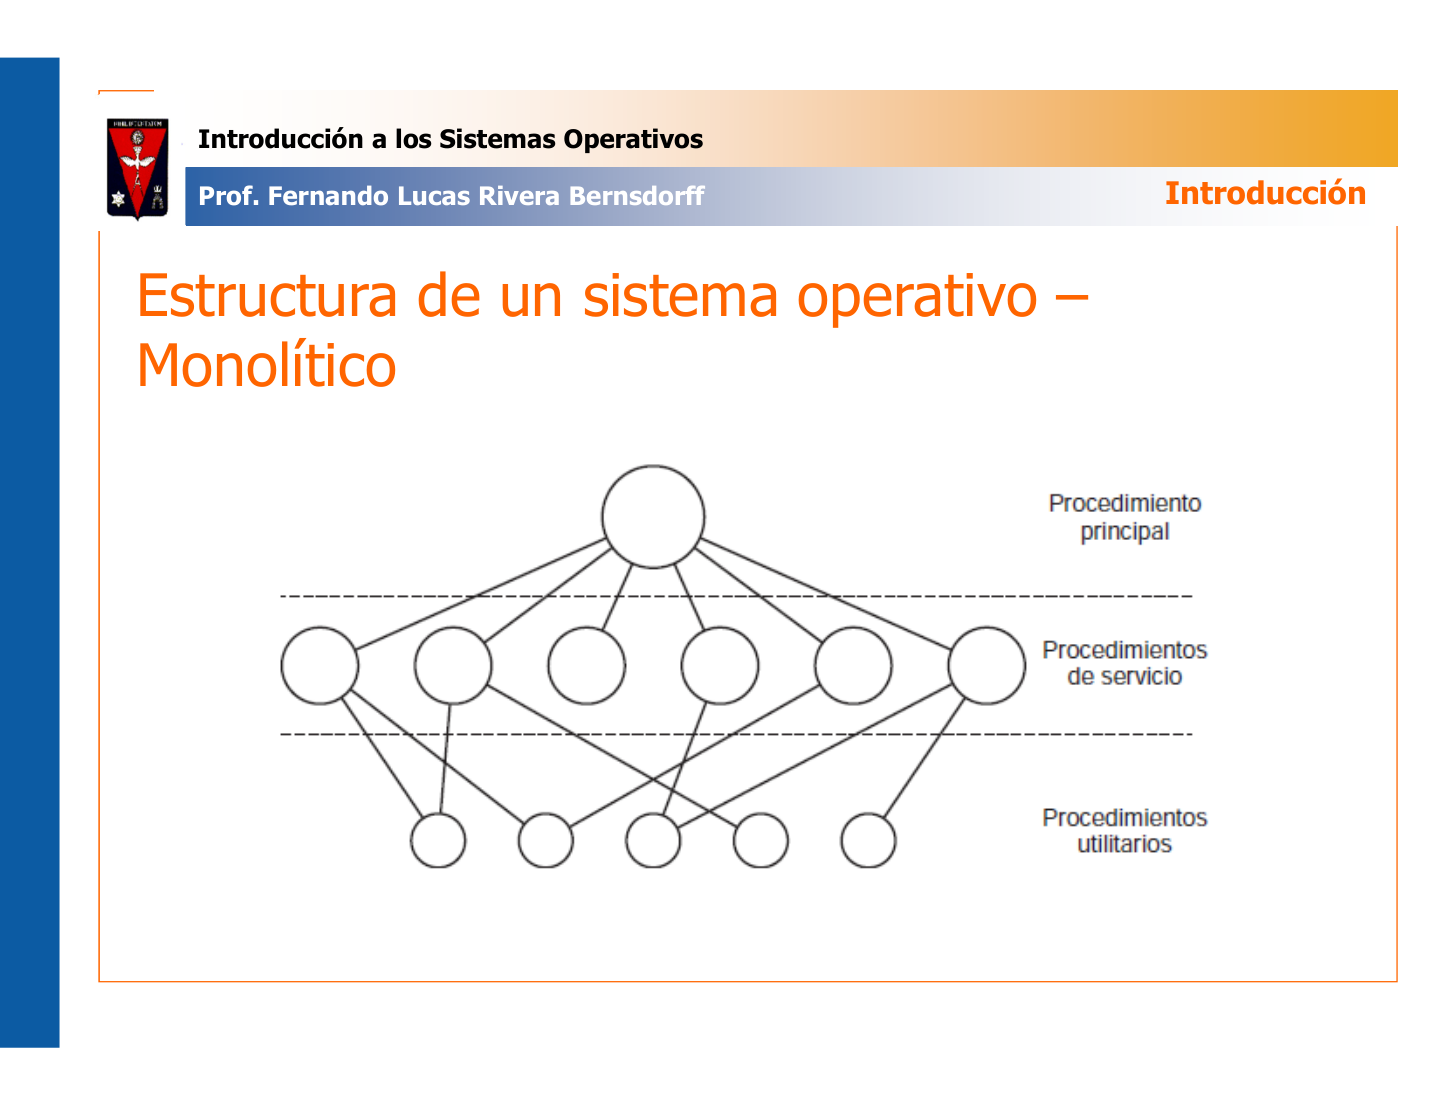 Introducción a los Sistemas Operativos
Prof. Fernando Lucas Rivera Bernsdorff
Introducción
Estructura de un sistema operativo –
Monolítico
Procedimiento
principal
Procedimientos
de servicio
Procedimientos
utilitarios